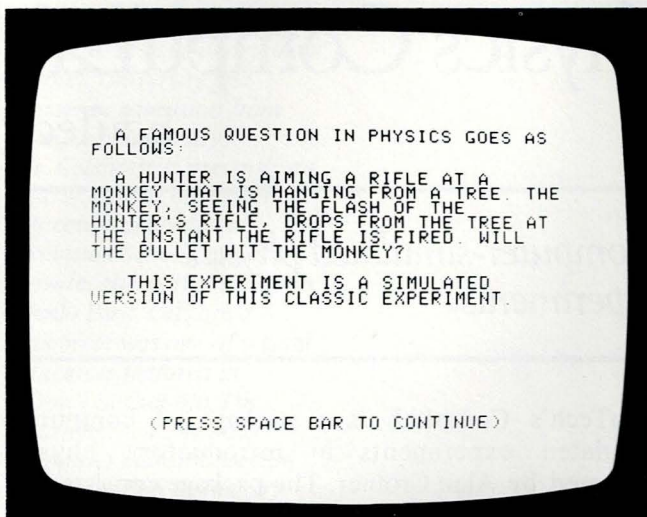 A FAMOUS QUESTION IN PHYSICS GOES AS
FOLLOWS:
A HUNTER IS AIMING A RIFLE AT A
MONKEY THAT IS HANGING FROM A TREE. THE
MONKEY, SEEING THE FLASH OF THE
HUNTER'S RIFLE, DROPS FROM THE TREE AT
THE INSTANT THE RIFLE IS FIRED. WILL
THE BULLET HIT THE MONKEY?
THIS EXPERIMENT IS A SIMULATED
VERSION OF THIS CLASSIC EXPERIMENT.
(PRESS SPACE BAR TO CONTINUE)